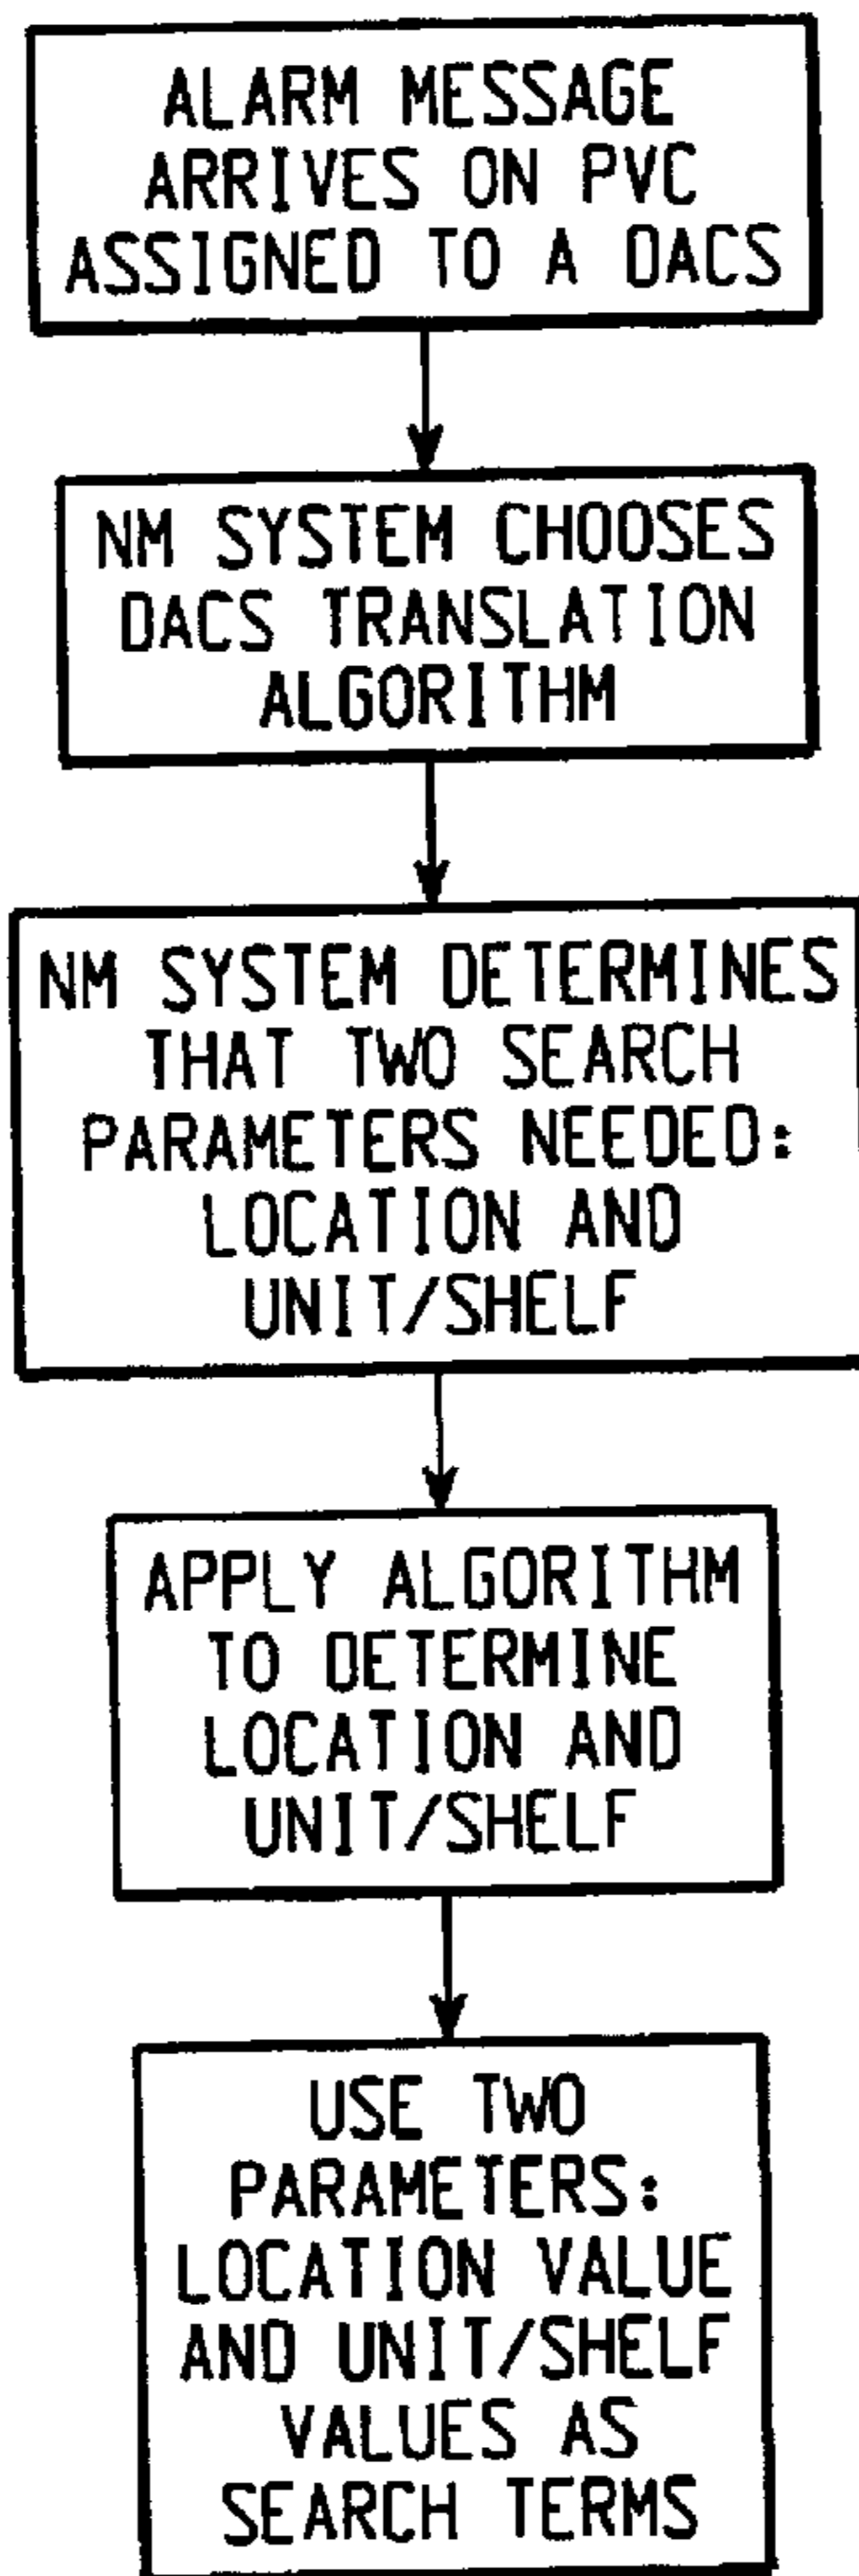 ALARM MESSAGE
ARRIVES ON PVC
ASSIGNED TO A DACS
NM SYSTEM CHOOSES
DACS TRANSLATION
ALGORITHM
NM SYSTEM DETERMINES
THAT TWO SEARCH
PARAMETERS NEEDED:
LOCATION AND
UNIT/SHELF
APPLY ALGORITHM
TO DETERMINE
LOCATION AND
UNIT/SHELF
USE TWO
PARAMETERS:
LOCATION VALUE
AND UNIT/SHELF
VALUES AS
SEARCH TERMS